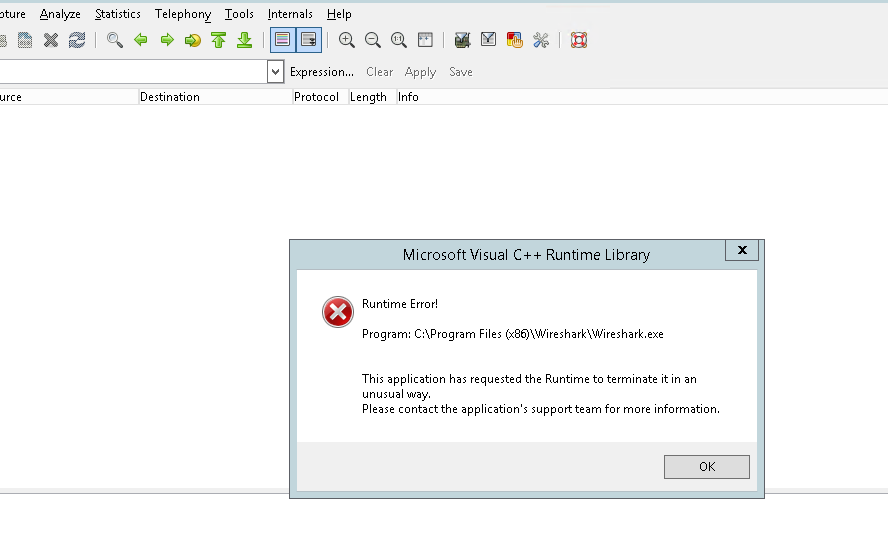 pture Analyze Statistics Telephony Tools Internals Help
Expression... Clear Apply Save
urce Destination Protocol Length Info
Microsoft Visual C++ Runtime Library
x
Runtime Error!
Program: C:\Program Files (x86)\Wireshark\Wireshark.exe
This application has requested the Runtime to terminate it in an
unusual way.
Please contact the application's support team for more information.
OK